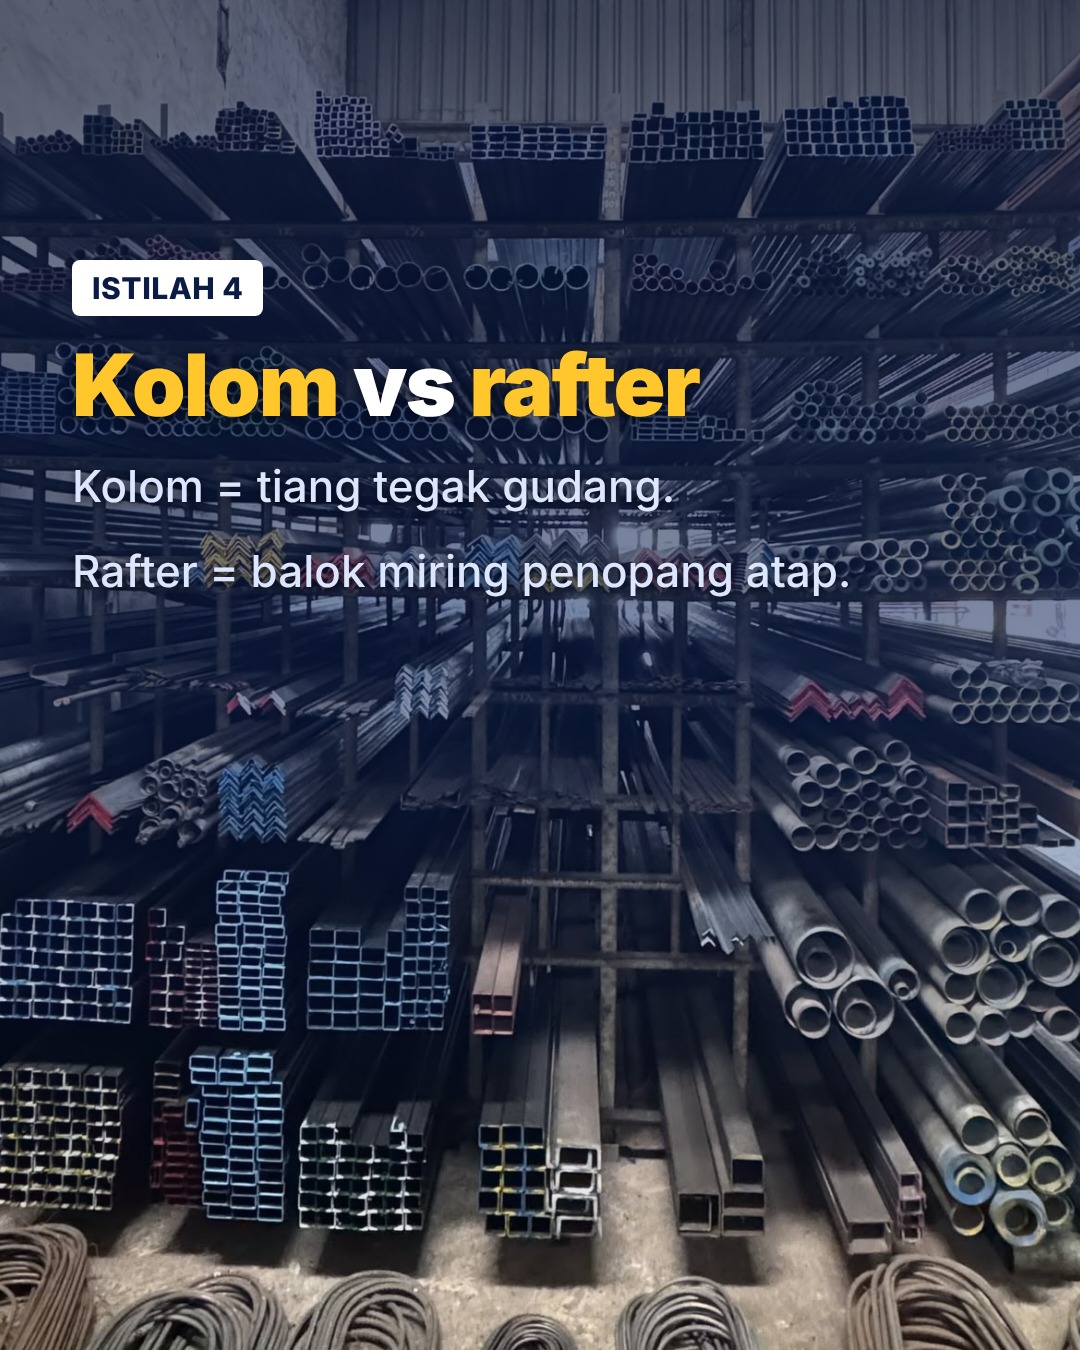 ISTILAH 4
Kolom vs rafter
Kolom = tiang tegak gudang.
Rafter = balok miring penopang atap.